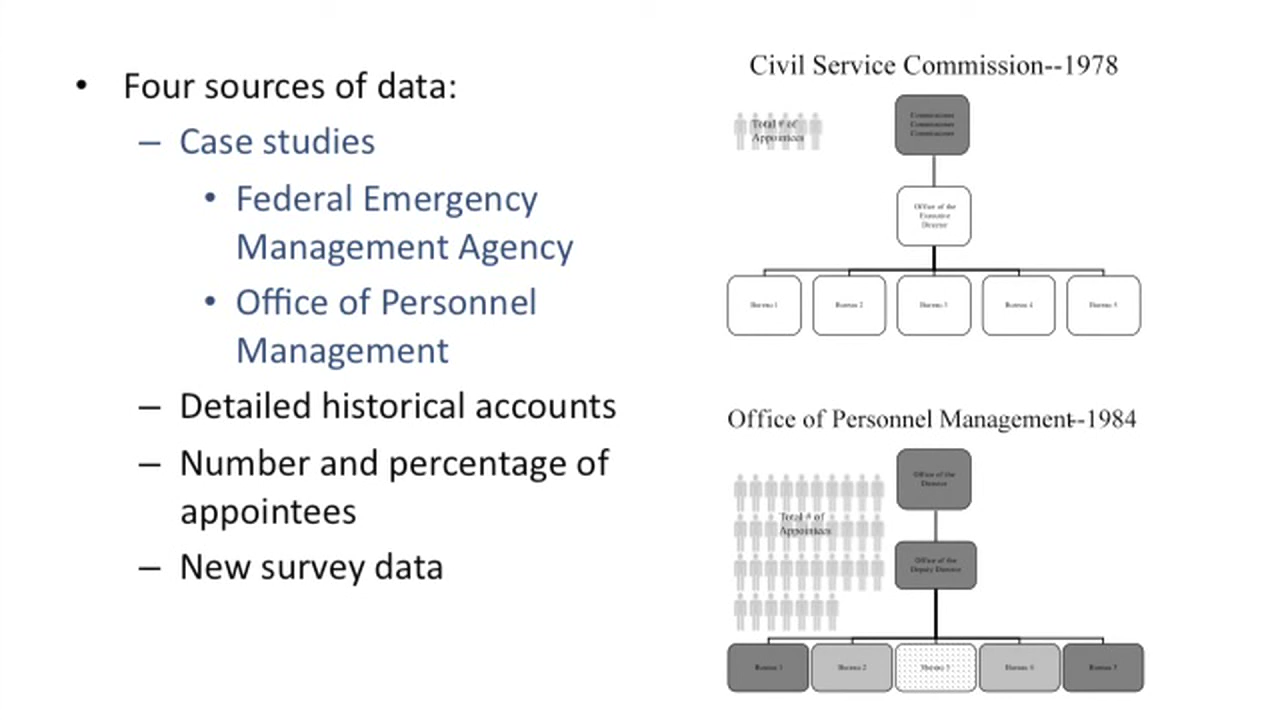 • Four sources of data:
– Case studies
• Federal Emergency
Management Agency
• Office of Personnel
Management
– Detailed historical accounts
– Number and percentage of
appointees
– New survey data
Civil Service Commission--1978
Total # of
Appointees
Commissioner
Commissioner
Commissioner
Office of the
Executive
Director
Bureau 1
Bureau 2
Bureau 3
Bureau 4
Bureau 5
Office of Personnel Management--1984
Total # of
Appointees
Office of the
Director
Office of the
Deputy Director
Bureau 1
Bureau 2
Bureau 3
Bureau 4
Bureau 5